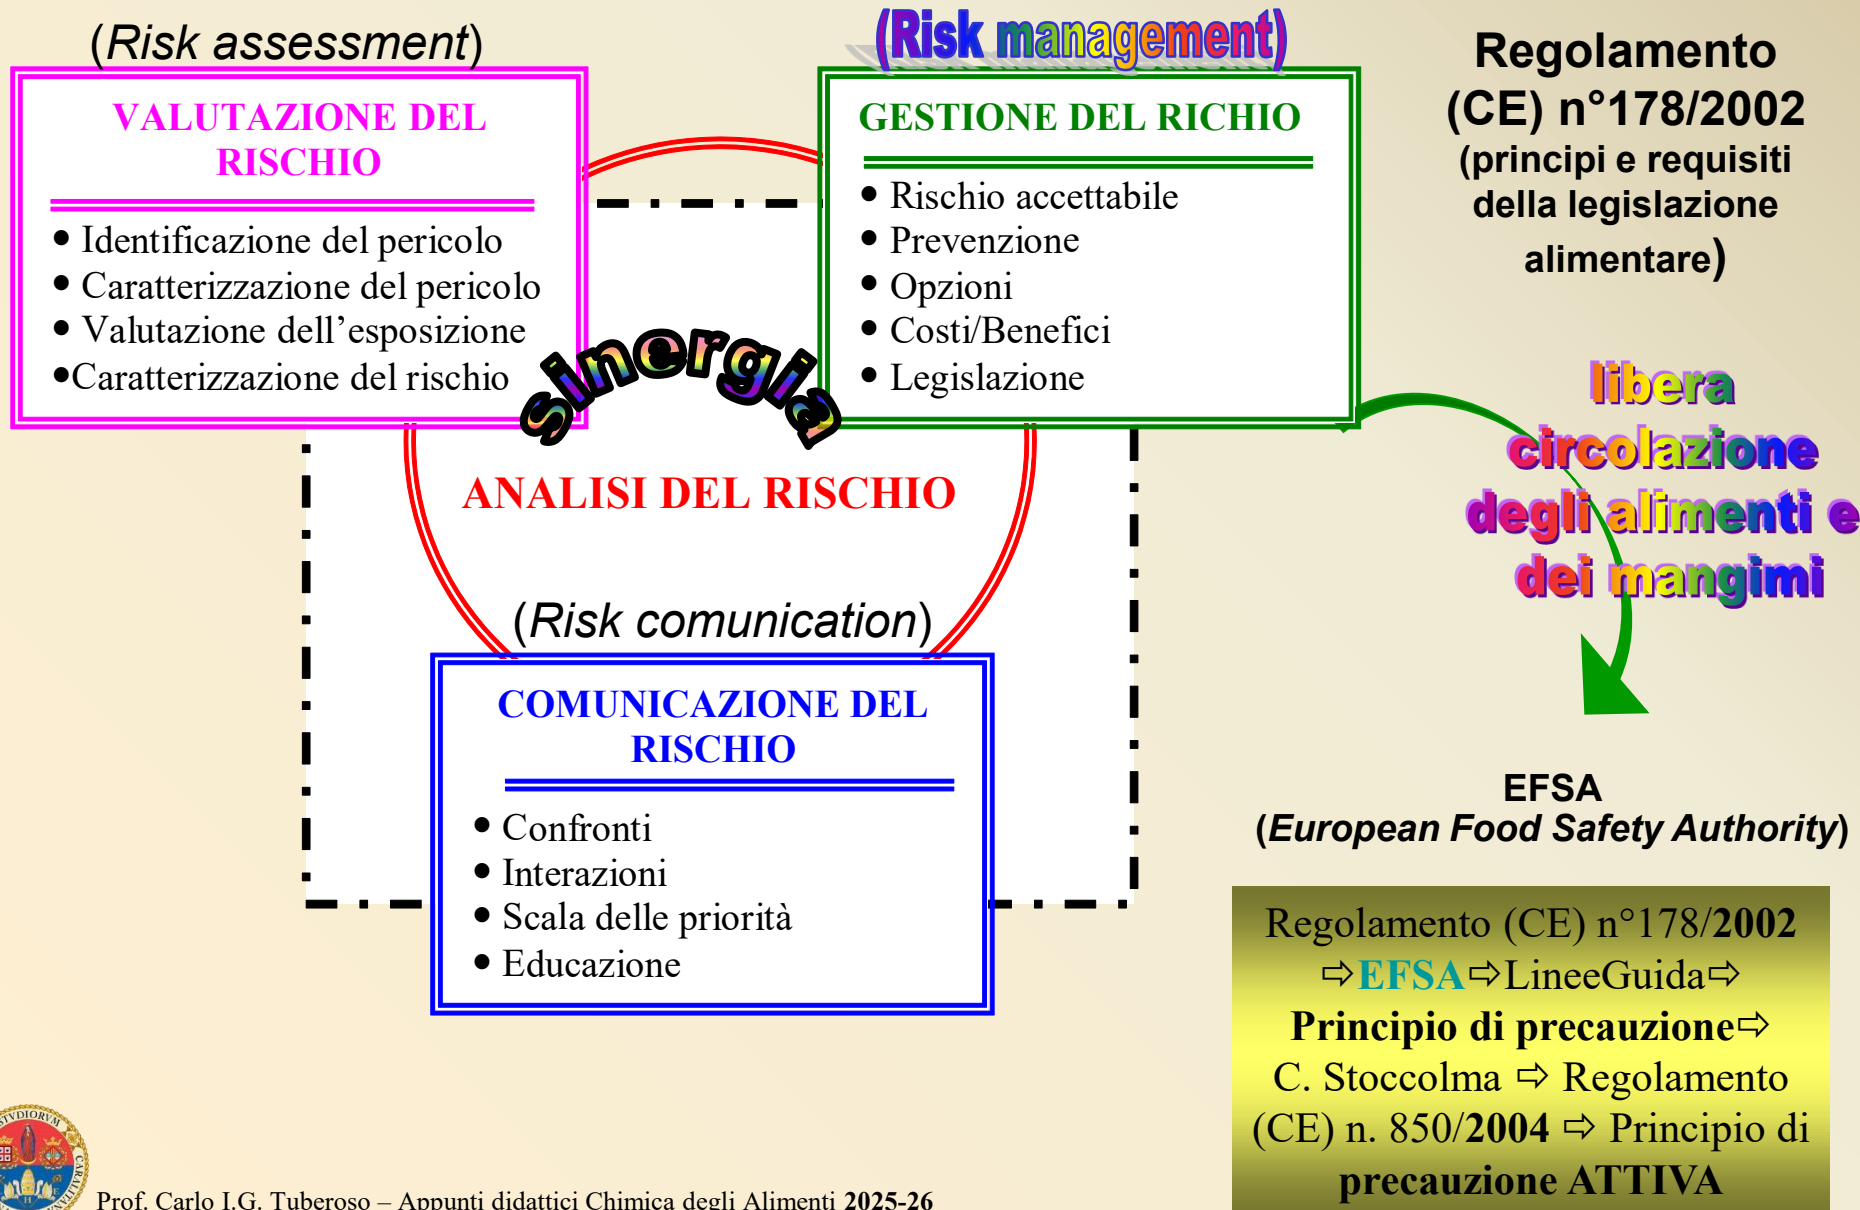 (Risk assessment)
VALUTAZIONE DEL
RISCHIO
• Identificazione del pericolo
• Caratterizzazione del pericolo
• Valutazione dell’esposizione
•Caratterizzazione del rischio
(Risk management)
GESTIONE DEL RICHIO
• Rischio accettabile
• Prevenzione
• Opzioni
• Costi/Benefici
• Legislazione
sinergia
ANALISI DEL RISCHIO
(Risk comunication)
COMUNICAZIONE DEL
RISCHIO
• Confronti
• Interazioni
• Scala delle priorità
• Educazione
Regolamento
(CE) n°178/2002
(principi e requisiti
della legislazione
alimentare)
libera
circolazione
degli alimenti e
dei mangimi
EFSA
(European Food Safety Authority)
Regolamento (CE) n°178/2002
⇨EFSA⇨LineeGuida⇨
Principio di precauzione⇨
C. Stoccolma ⇨ Regolamento
(CE) n. 850/2004 ⇨ Principio di
precauzione ATTIVA
Prof. Carlo I.G. Tuberoso – Appunti didattici Chimica degli Alimenti 2025-26